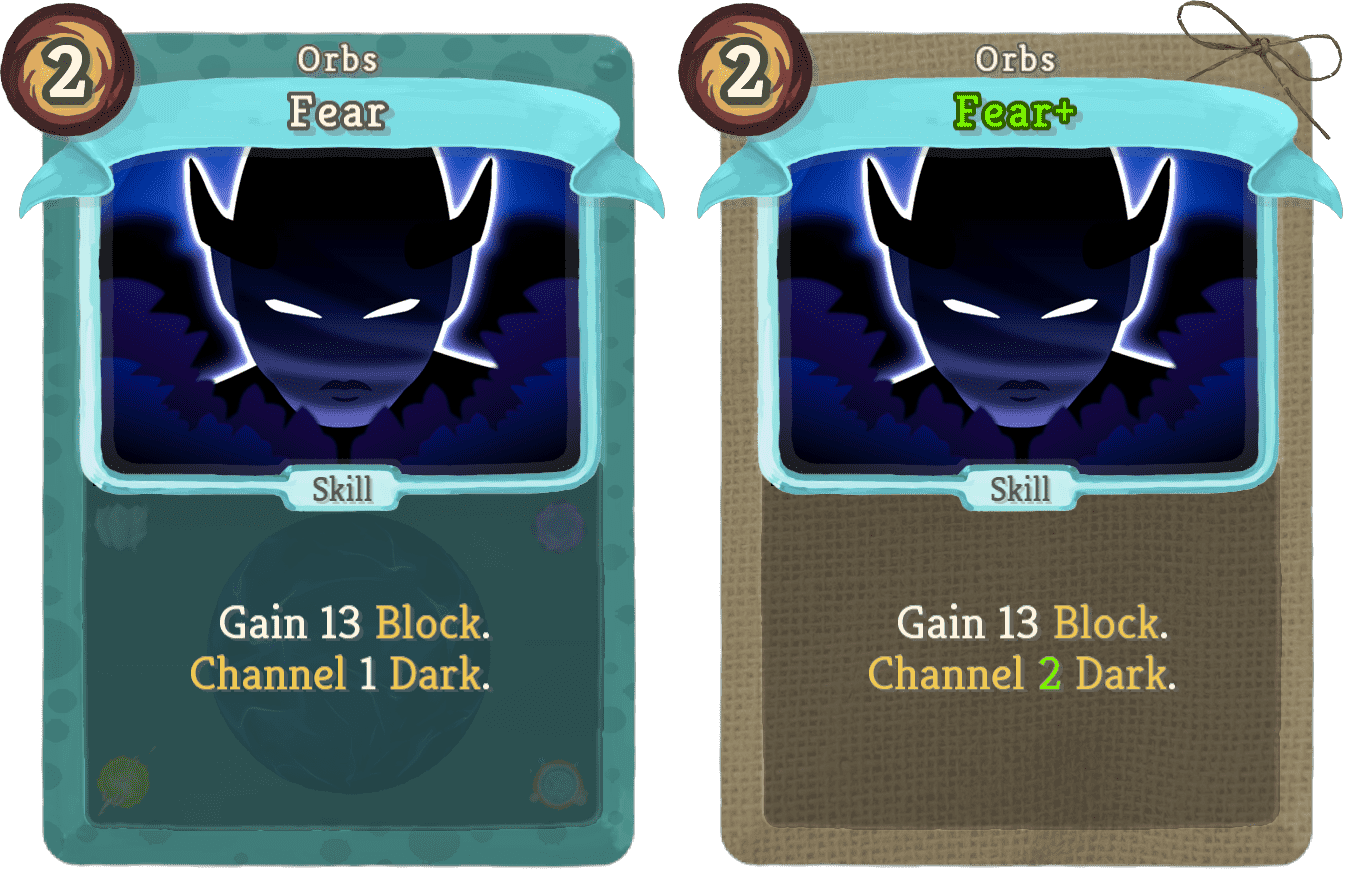 2
Orbs
Fear
Skill
Gain 13 Block.
Channel 1 Dark.
2
Orbs
Fear+
Skill
Gain 13 Block.
Channel 2 Dark.